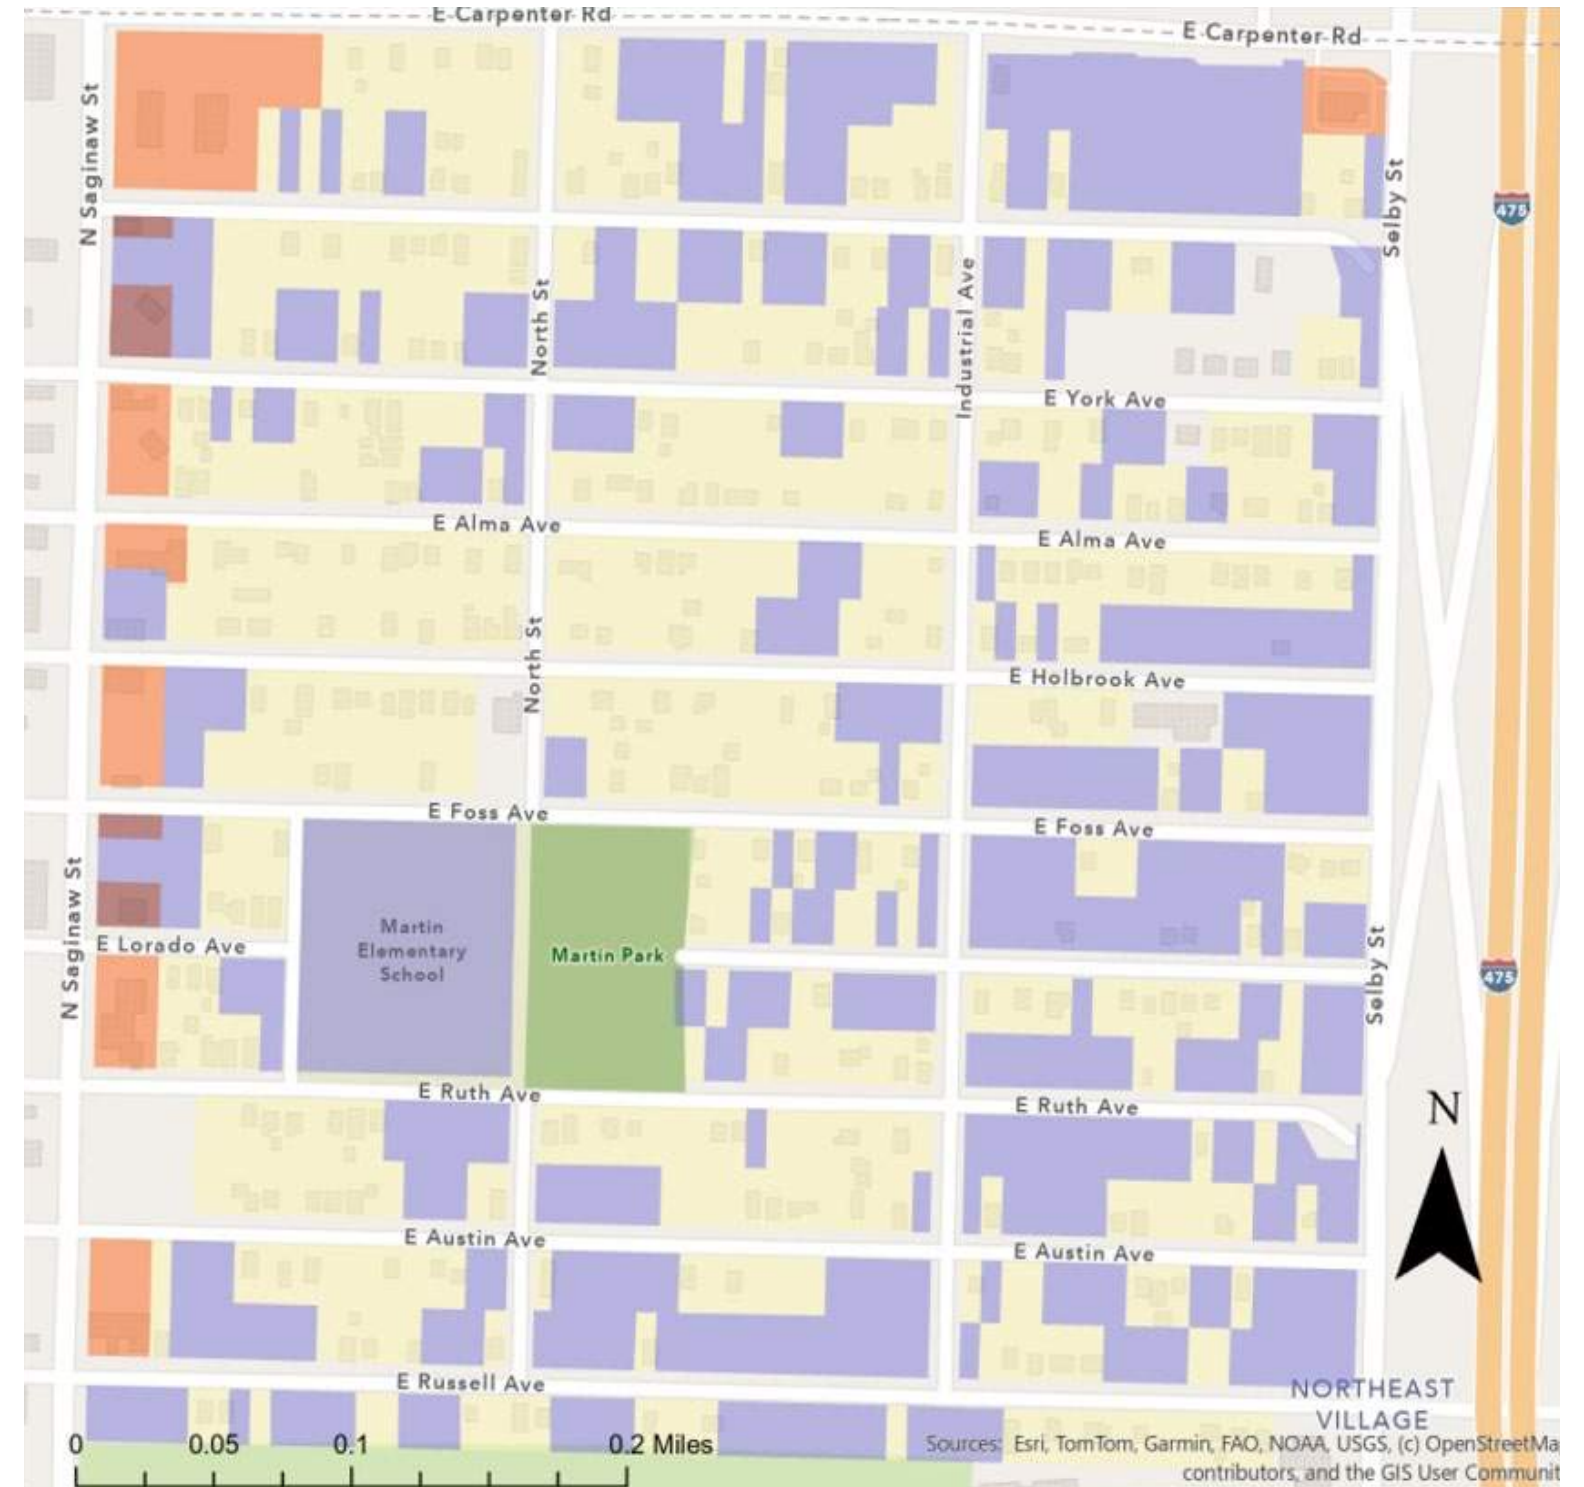 E Carpenter Rd
E Carpenter Rd
N Saginaw St
Selby St
475
North St
Industrial Ave
E York Ave
E Alma Ave
E Alma Ave
North St
E Holbrook Ave
E Foss Ave
E Foss Ave
N Saginaw St
Martin
Elementary
School
E Lorado Ave
Martin Park
Selby St
475
E Ruth Ave
E Ruth Ave
N
E Austin Ave
E Austin Ave
E Russell Ave
NORTHEAST
VILLAGE
0 0.05 0.1 0.2 Miles
Sources: Esri, TomTom, Garmin, FAO, NOAA, USGS, (c) OpenStreetMa
contributors, and the GIS User Communit